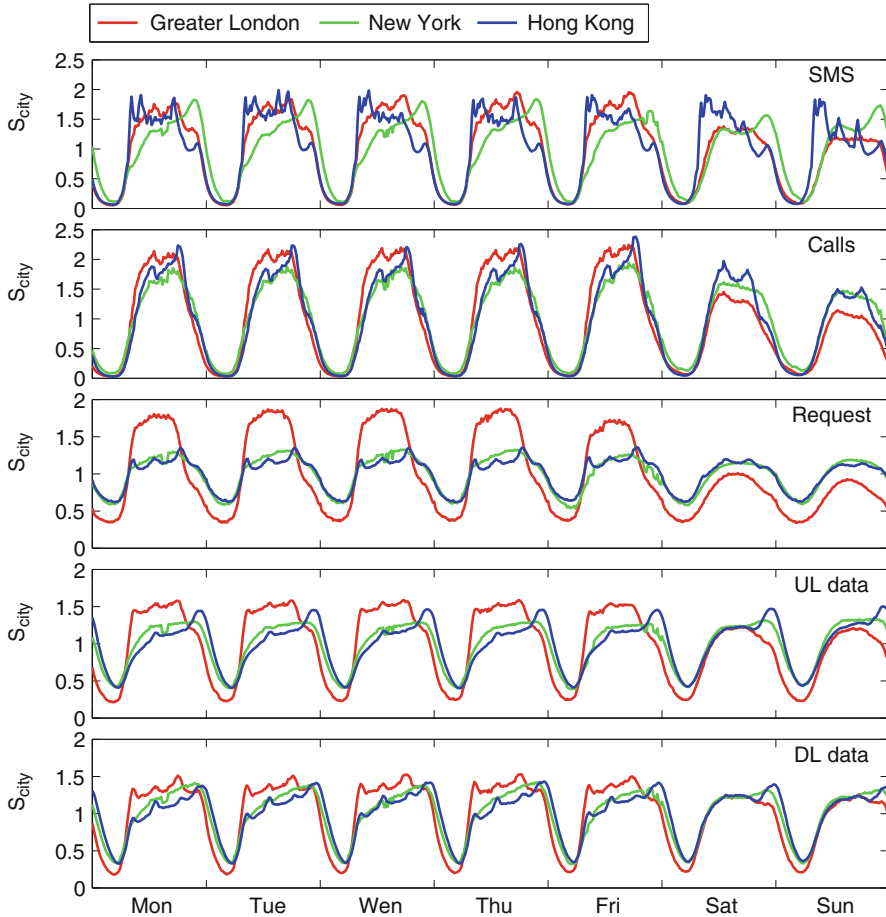 Greater London New York Hong Kong
SMS
S_city
2.5
2
1.5
1
0.5
0
Calls
S_city
2.5
2
1.5
1
0.5
0
Request
S_city
2
1.5
1
0.5
0
UL data
S_city
2
1.5
1
0.5
0
DL data
S_city
2
1.5
1
0.5
0
Mon Tue Wen Thu Fri Sat Sun